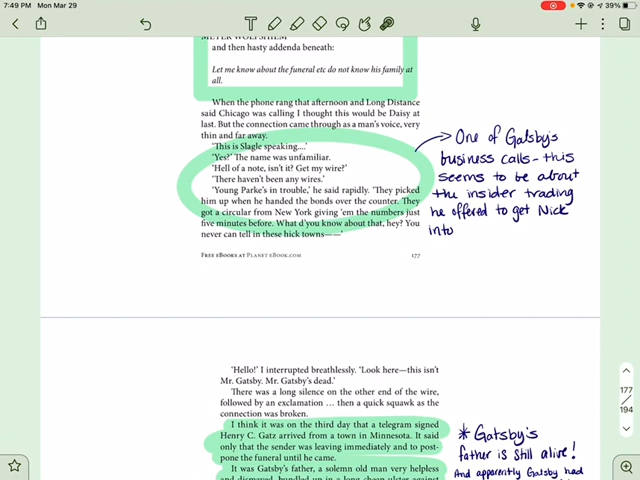 7:49 PM Mon Mar 29
39%
METER WOLFSHIEM
and then hasty addenda beneath:
Let me know about the funeral etc do not know his family at
all.
When the phone rang that afternoon and Long Distance
said Chicago was calling I thought this would be Daisy at
last. But the connection came through as a man's voice, very
thin and far away.
'This is Slagle speaking....'
'Yes?' The name was unfamiliar.
'Hell of a note, isn't it? Get my wire?'
'There haven't been any wires.'
'Young Parke's in trouble,' he said rapidly. 'They picked
him up when he handed the bonds over the counter. They
got a circular from New York giving 'em the numbers just
five minutes before. What d'you know about that, hey? You
never can tell in these hick towns——'
Free eBooks at Planet eBook.com
177
One of Gatsby's
business calls - this
seems to be about
the insider trading
he offered to get Nick
into
'Hello!' I interrupted breathlessly. 'Look here—this isn't
Mr. Gatsby. Mr. Gatsby's dead.'
There was a long silence on the other end of the wire,
followed by an exclamation ... then a quick squawk as the
connection was broken.
I think it was on the third day that a telegram signed
Henry C. Gatz arrived from a town in Minnesota. It said
only that the sender was leaving immediately and to post-
pone the funeral until he came.
It was Gatsby's father, a solemn old man very helpless
and dismayed, bundled up in a long cheap ulster against
* Gatsby's
father is still alive!
And apparently Gatsby had
177
194